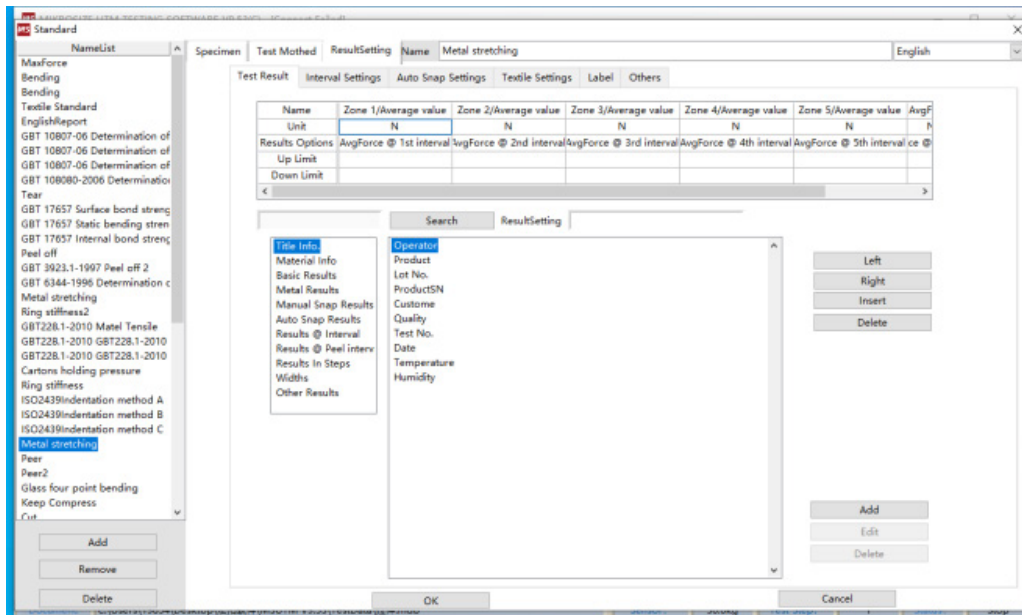 MS Standard
NameList
MaxForce
Bending
Bending
Textile Standard
EnglishReport
GBT 10807-06 Determination of
GBT 10807-06 Determination of
GBT 10807-06 Determination of
GBT 108080-2006 Determinatio
Tear
GBT 17657 Surface bond streng
GBT 17657 Static bending stren
GBT 17657 Internal bond streng
Peel off
GBT 3923.1-1997 Peel off 2
GBT 6344-1996 Determination c
Metal stretching
Ring stiffness2
GBT228.1-2010 Matel Tensile
GBT228.1-2010 GBT228.1-2010
GBT228.1-2010 GBT228.1-2010
Cartons holding pressure
Ring stiffness
ISO2439Indentation method A
ISO2439Indentation method B
ISO2439Indentation method C
Metal stretching
Peer
Peer2
Glass four point bending
Keep Compress
Cut
Add
Remove
Delete
Specimen Test Mothed ResultSetting Name Metal stretching English
Test Result Interval Settings Auto Snap Settings Textile Settings Label Others
Name Zone 1/Average value Zone 2/Average value Zone 3/Average value Zone 4/Average value Zone 5/Average value AvgF
Unit N N N N N N
Results Options AvgForce @ 1st interval AvgForce @ 2nd interval AvgForce @ 3rd interval AvgForce @ 4th interval AvgForce @ 5th interval ce @
Up Limit
Down Limit
Search ResultSetting
Title Info.
Material Info
Basic Results
Metal Results
Manual Snap Results
Auto Snap Results
Results @ Interval
Results @ Peel interv
Results In Steps
Widths
Other Results
Operator
Product
Lot No.
ProductSN
Custome
Quality
Test No.
Date
Temperature
Humidity
Left
Right
Insert
Delete
Add
Edit
Delete
OK Cancel